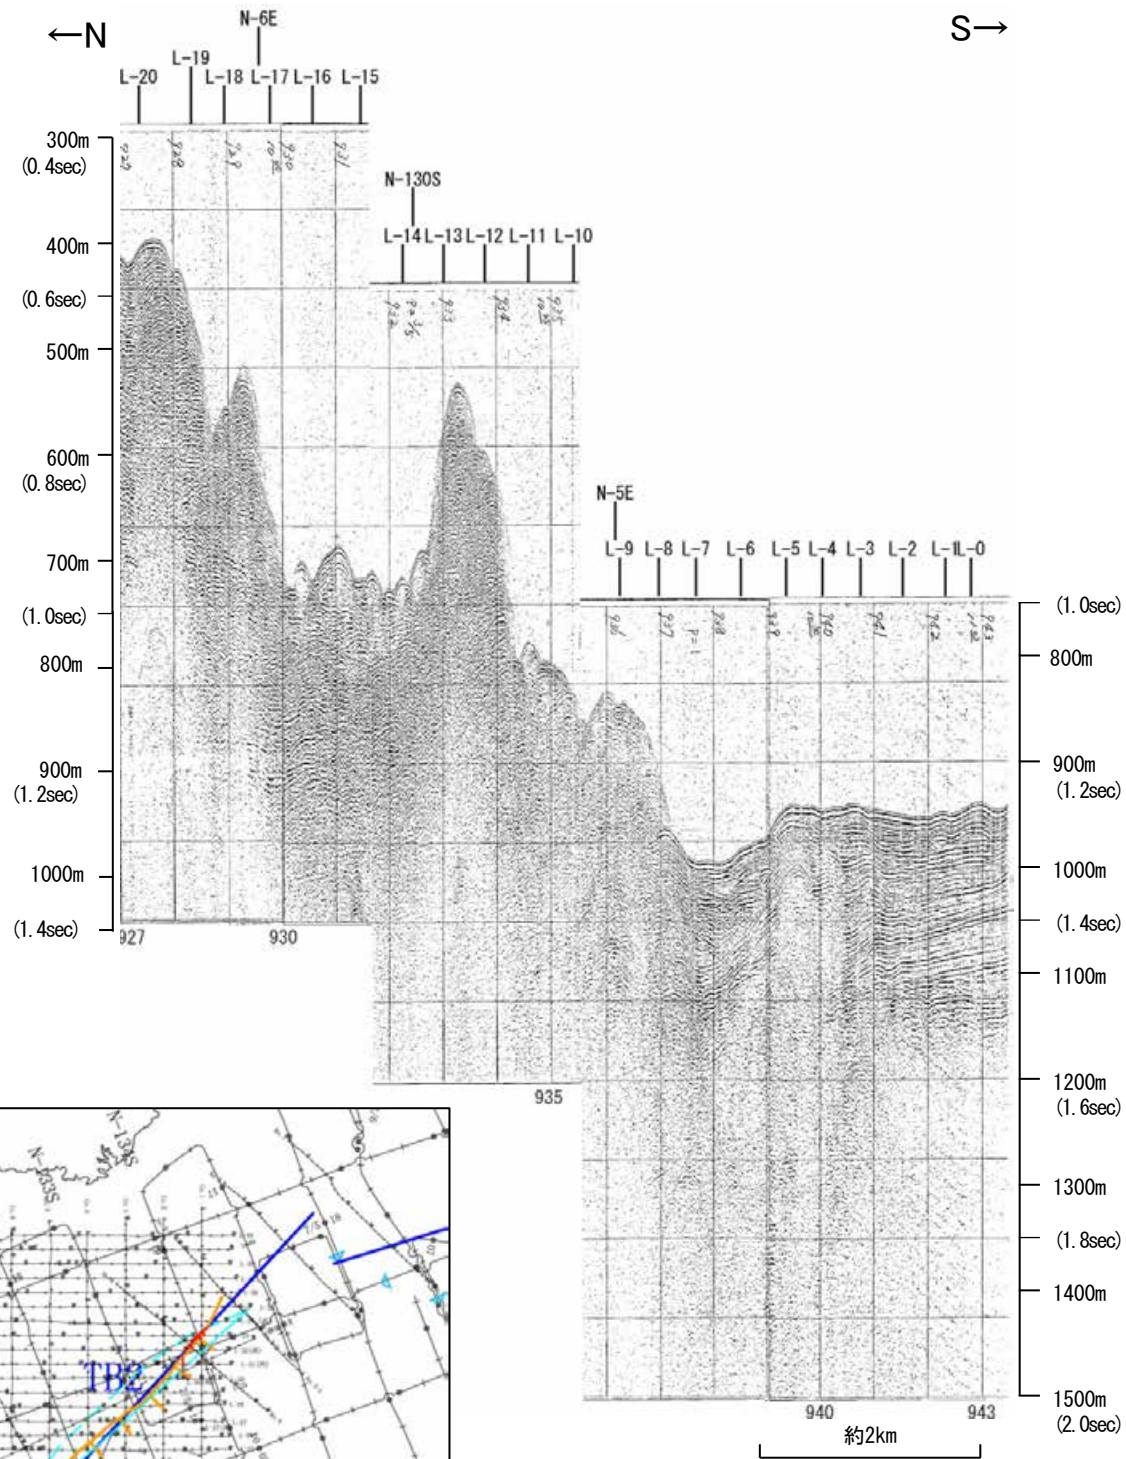 ←N
S→
N-6E
L-19
L-20
L-18
L-17
L-16
L-15
300m
(0.4sec)
400m
(0.6sec)
500m
600m
(0.8sec)
700m
(1.0sec)
800m
900m
(1.2sec)
1000m
(1.4sec)
927
930
N-130S
L-14
L-13
L-12
L-11
L-10
935
N-5E
L-9
L-8
L-7
L-6
L-5
L-4
L-3
L-2
L-1
L-0
(1.0sec)
800m
900m
(1.2sec)
1000m
(1.4sec)
1100m
1200m
(1.6sec)
1300m
(1.8sec)
1400m
1500m
(2.0sec)
940
943
約2km
N-133S
TB2